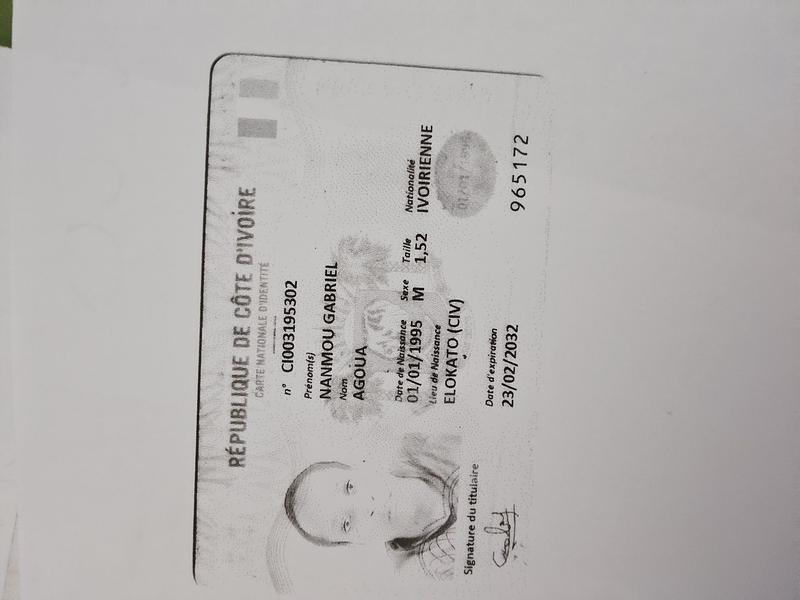 RÉPUBLIQUE DE CÔTE D'IVOIRE
CARTE NATIONALE D'IDENTITÉ
n° CI003195302
Prénom(s)
NANMOU GABRIEL
Nom
AGOUA
Date de Naissance Sexe Taille Nationalité
01/01/1995 M 1,52 IVOIRIENNE
Lieu de Naissance
ELOKATO (CIV)
Date d'expiration
23/02/2032
965172
Signature du titulaire